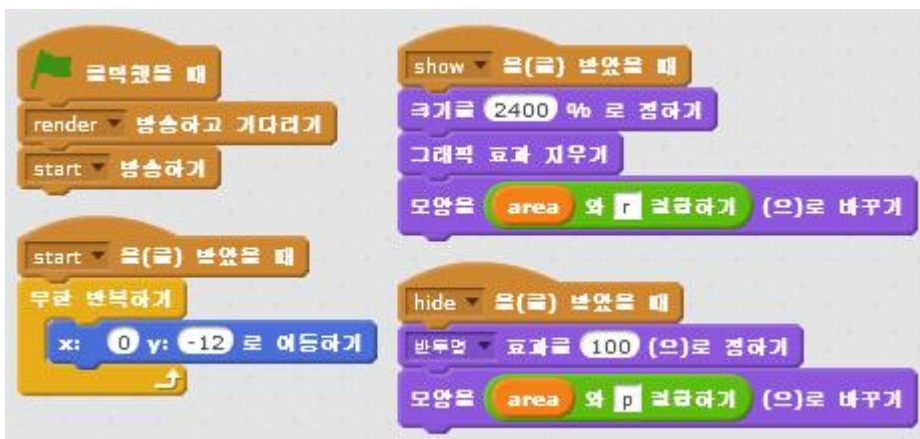 클릭했을 때
render 방송하고 기다리기
start 방송하기
start 을(를) 받았을 때
무한 반복하기
x: 0 y: -12 로 이동하기
show 을(를) 받았을 때
크기를 2400 % 로 정하기
그래픽 효과 지우기
모양을 area 와 r 결합하기 (으)로 바꾸기
hide 을(를) 받았을 때
반투명 효과를 100 (으)로 정하기
모양을 area 와 p 결합하기 (으)로 바꾸기